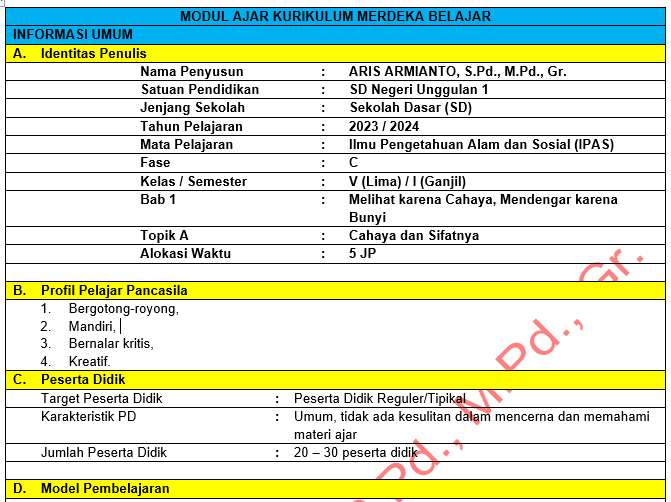 MODUL AJAR KURIKULUM MERDEKA BELAJAR
INFORMASI UMUM
A. Identitas Penulis
Nama Penyusun : ARIS ARMIANTO, S.Pd., M.Pd., Gr.
Satuan Pendidikan : SD Negeri Unggulan 1
Jenjang Sekolah : Sekolah Dasar (SD)
Tahun Pelajaran : 2023 / 2024
Mata Pelajaran : Ilmu Pengetahuan Alam dan Sosial (IPAS)
Fase : C
Kelas / Semester : V (Lima) / I (Ganjil)
Bab 1 : Melihat karena Cahaya, Mendengar karena
Bunyi
Topik A : Cahaya dan Sifatnya
Alokasi Waktu : 5 JP
B. Profil Pelajar Pancasila
1. Bergotong-royong,
2. Mandiri,
3. Bernalar kritis,
4. Kreatif.
C. Peserta Didik
Target Peserta Didik : Peserta Didik Reguler/Tipikal
Karakteristik PD : Umum, tidak ada kesulitan dalam mencerna dan memahami
materi ajar
Jumlah Peserta Didik : 20 – 30 peserta didik
D. Model Pembelajaran
Pd., M.Pd., Gr.